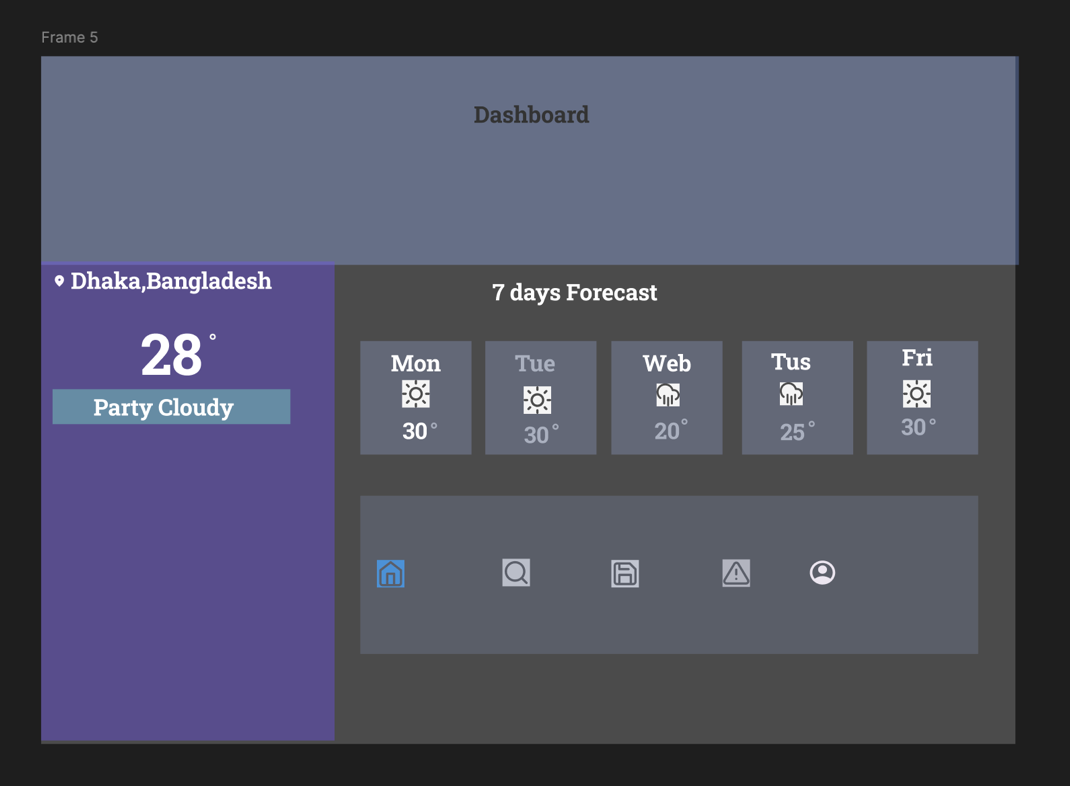 Frame 5
Dashboard
Dhaka,Bangladesh
28°
Party Cloudy
7 days Forecast
Mon
30°
Tue
30°
Web
20°
Tus
25°
Fri
30°